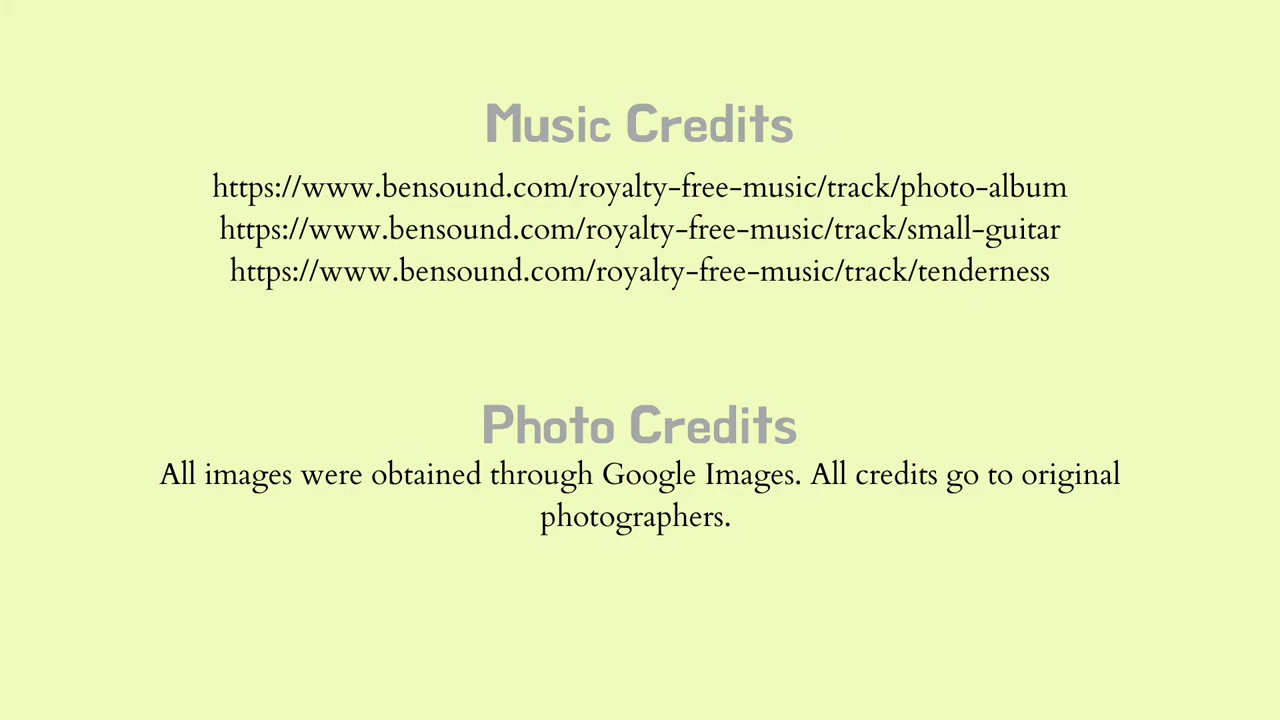 Music Credits
https://www.bensound.com/royalty-free-music/track/photo-album
https://www.bensound.com/royalty-free-music/track/small-guitar
https://www.bensound.com/royalty-free-music/track/tenderness
Photo Credits
All images were obtained through Google Images. All credits go to original
photographers.